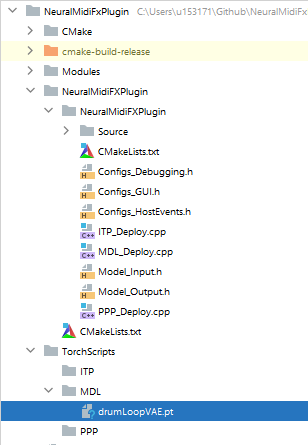 NeuralMidiFxPlugin C:\Users\u153171\Github\NeuralMidiFx
CMake
cmake-build-release
Modules
NeuralMidiFXPlugin
NeuralMidiFXPlugin
Source
CMakeLists.txt
Configs_Debugging.h
Configs_GUI.h
Configs_HostEvents.h
ITP_Deploy.cpp
MDL_Deploy.cpp
Model_Input.h
Model_Output.h
PPP_Deploy.cpp
CMakeLists.txt
TorchScripts
ITP
MDL
drumLoopVAE.pt
PPP